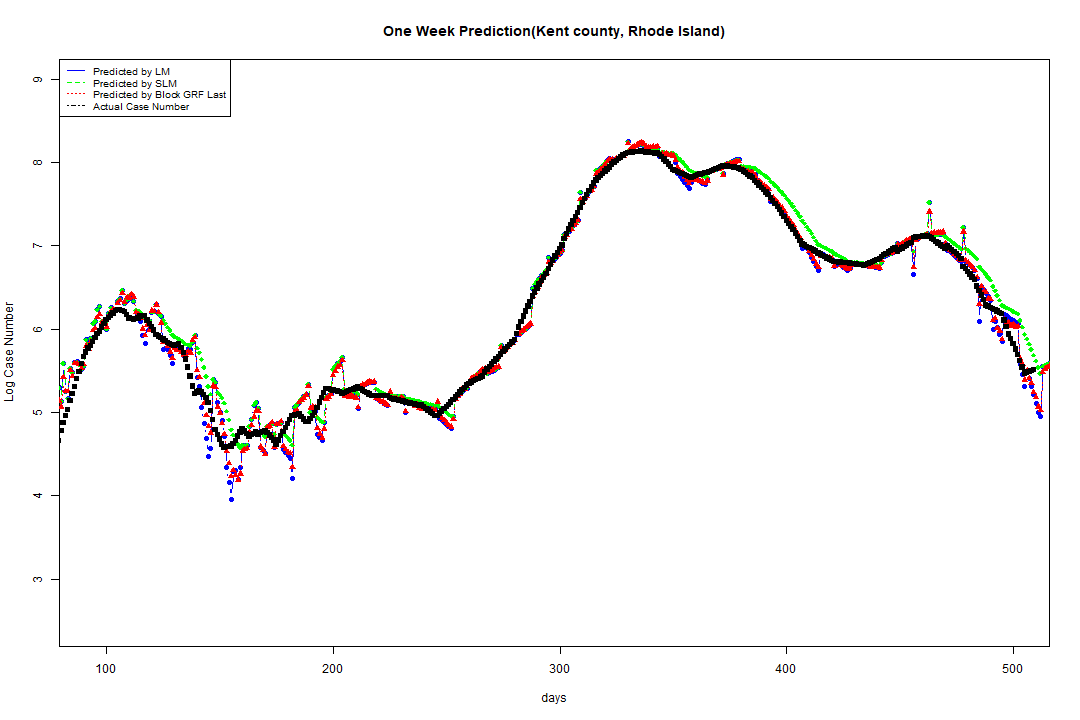 One Week Prediction(Kent county, Rhode Island)
Predicted by LM
Predicted by SLM
Predicted by Block GRF Last
Actual Case Number
Log Case Number
9
8
7
6
5
4
3
100 200 300 400 500
days